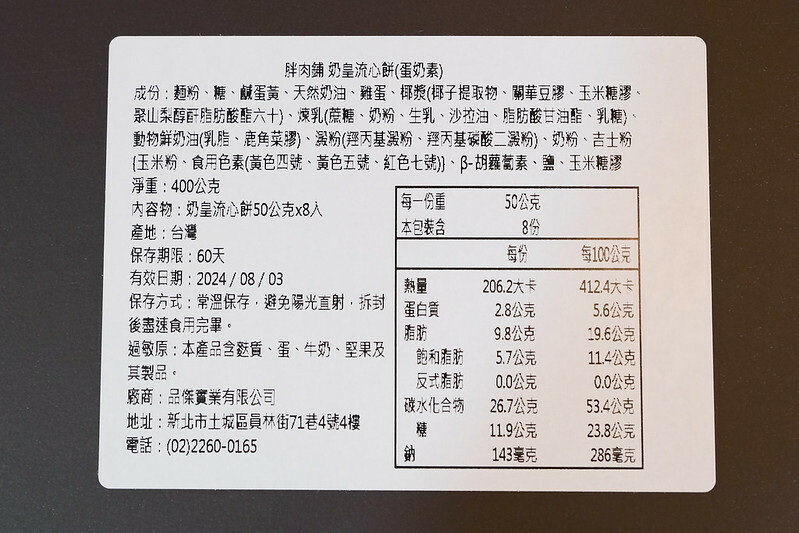 胖肉鋪 奶皇流心餅(蛋奶素)
成份：麵粉、糖、鹹蛋黃、天然奶油、雞蛋、椰漿(椰子提取物、關華豆膠、玉米糖膠、
聚山梨醇酐脂肪酸酯六十)、煉乳(蔗糖、奶粉、生乳、沙拉油、脂肪酸甘油酯、乳糖)、
動物鮮奶油(乳脂、鹿角菜膠)、澱粉(羥丙基澱粉、羥丙基磷酸二澱粉)、奶粉、吉士粉
{玉米粉、食用色素(黃色四號、黃色五號、紅色七號)}、β-胡蘿蔔素、鹽、玉米糖膠
淨重：400公克
內容物：奶皇流心餅50公克x8入
產地：台灣
保存期限：60天
有效日期：2024 / 08 / 03
保存方式：常溫保存，避免陽光直射，拆封
後盡速食用完畢。
過敏原：本產品含麩質、蛋、牛奶、堅果及
其製品。
廠商：品傑實業有限公司
地址：新北市土城區員林街71巷4號4樓
電話：(02)2260-0165
每一份重 50公克
本包裝含 8份
每份 每100公克
熱量 206.2大卡 412.4大卡
蛋白質 2.8公克 5.6公克
脂肪 9.8公克 19.6公克
飽和脂肪 5.7公克 11.4公克
反式脂肪 0.0公克 0.0公克
碳水化合物 26.7公克 53.4公克
糖 11.9公克 23.8公克
鈉 143毫克 286毫克